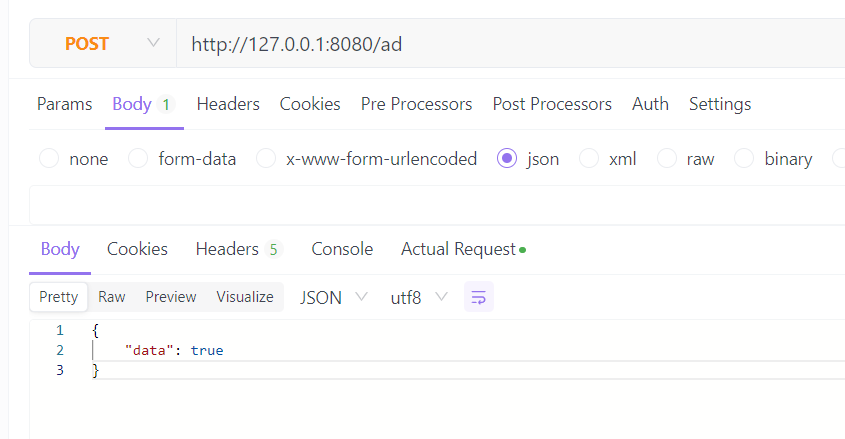 POST http://127.0.0.1:8080/ad
Params Body 1 Headers Cookies Pre Processors Post Processors Auth Settings
none form-data x-www-form-urlencoded json xml raw binary
Body Cookies Headers 5 Console Actual Request
Pretty Raw Preview Visualize JSON utf8
1 {
2 "data": true
3 }